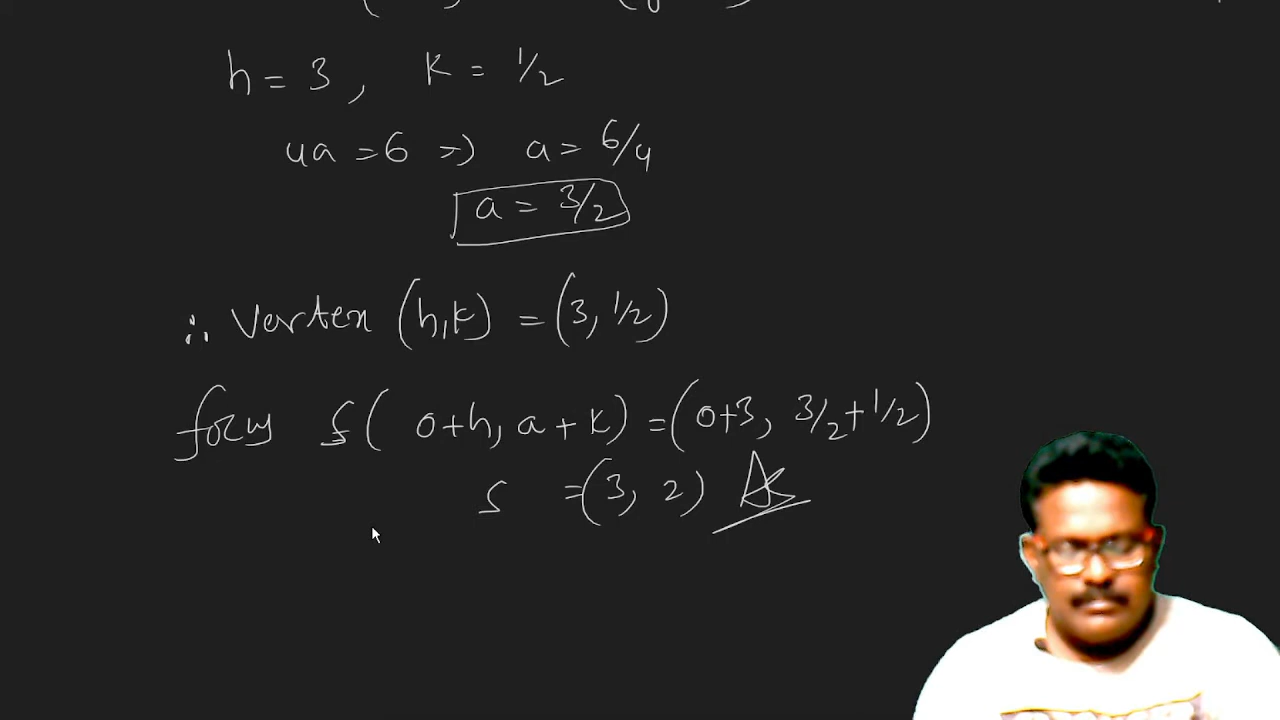 h = 3, k = 1/2
4a = 6 => a = 6/4
a = 3/2
∴ Vertex (h,k) = (3, 1/2)
focus S( 0+h, a+k) = (0+3, 3/2+1/2)
S = (3, 2)